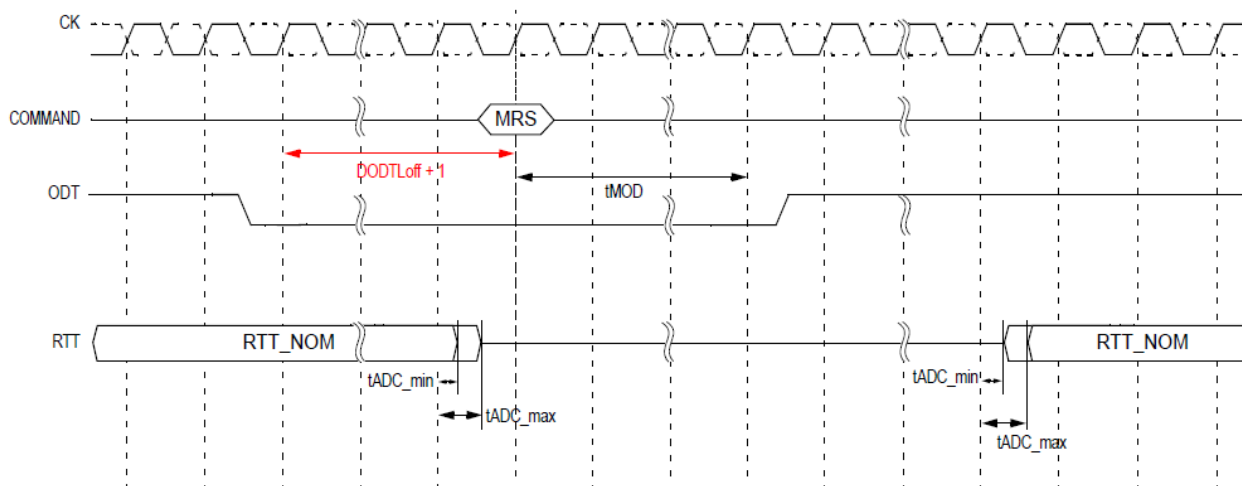 CK
COMMAND
MRS
DODTLoff + 1
ODT
tMOD
RTT
RTT_NOM
RTT_NOM
tADC_min
tADC_min
tADC_max
tADC_max